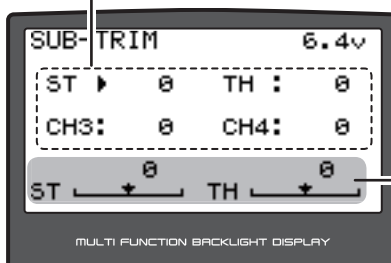 SUB-TRIM 6.4v
ST ▶ 0 TH : 0
CH3: 0 CH4: 0
0 0
ST TH
MULTI FUNCTION BACKLIGHT DISPLAY